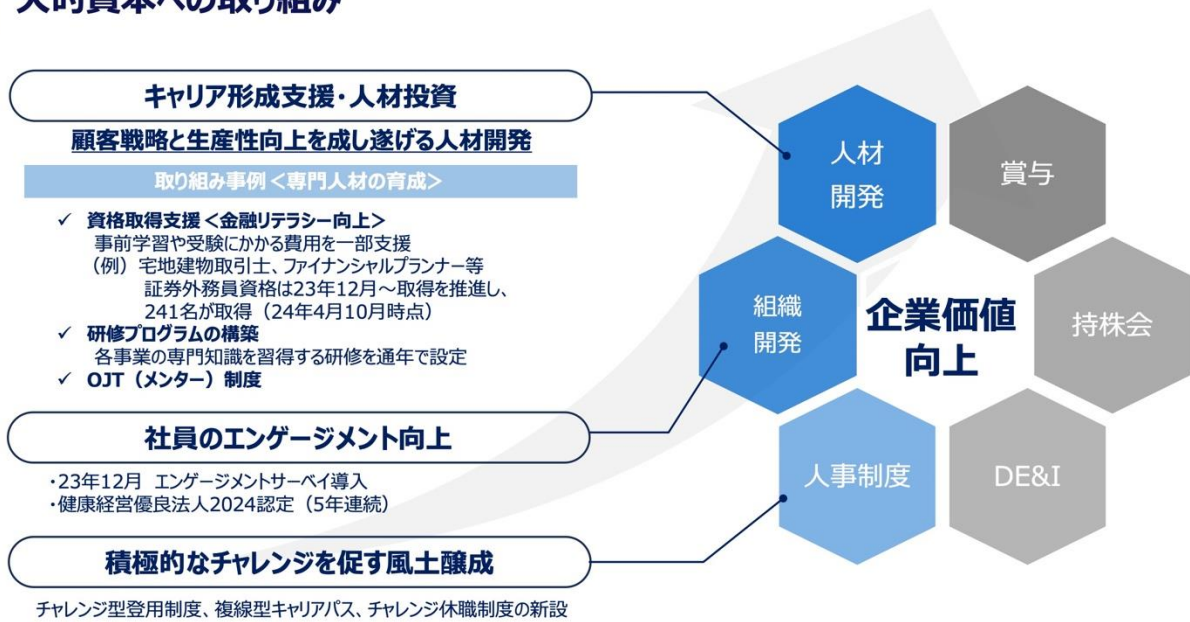 人的資本への取り組み
キャリア形成支援・人材投資
顧客戦略と生産性向上を成し遂げる人材開発
取り組み事例＜専門人材の育成＞
✓ 資格取得支援＜金融リテラシー向上＞
事前学習や受験にかかる費用を一部支援
（例）宅地建物取引士、ファイナンシャルプランナー等
証券外務員資格は23年12月～取得を推進し、
241名が取得（24年4月10月時点）
✓ 研修プログラムの構築
各事業の専門知識を習得する研修を通年で設定
✓ OJT（メンター）制度
社員のエンゲージメント向上
・23年12月 エンゲージメントサーベイ導入
・健康経営優良法人2024認定（5年連続）
積極的なチャレンジを促す風土醸成
チャレンジ型登用制度、複線型キャリアパス、チャレンジ休職制度の新設
人材
開発
賞与
組織
開発
企業価値
向上
持株会
人事制度
DE&I